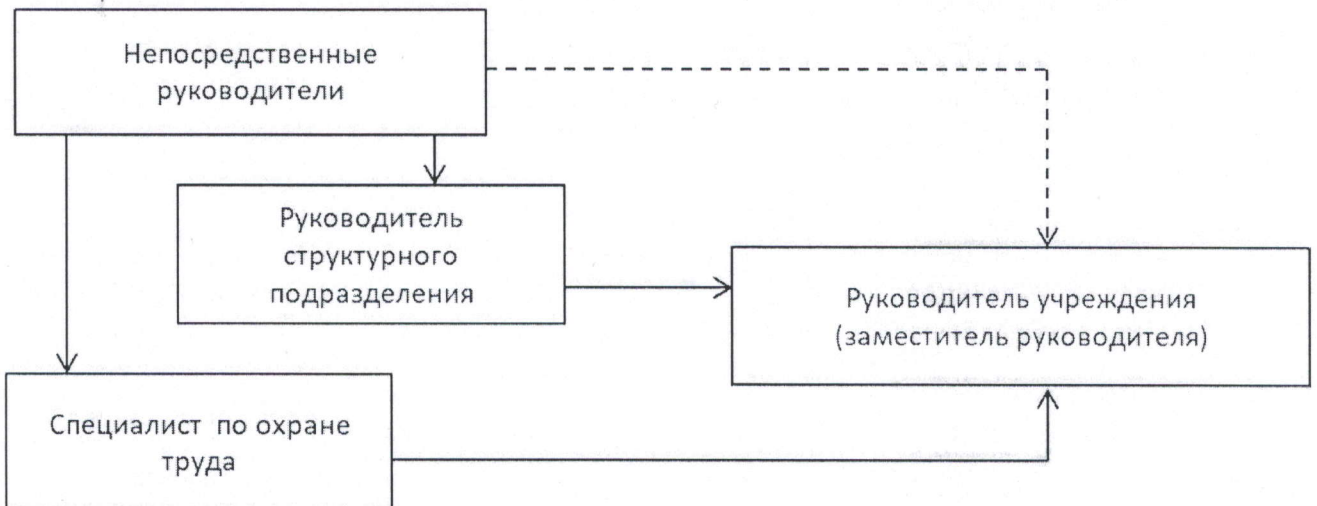 Непосредственные
руководители
Руководитель
структурного
подразделения
Руководитель учреждения
(заместитель руководителя)
Специалист по охране
труда